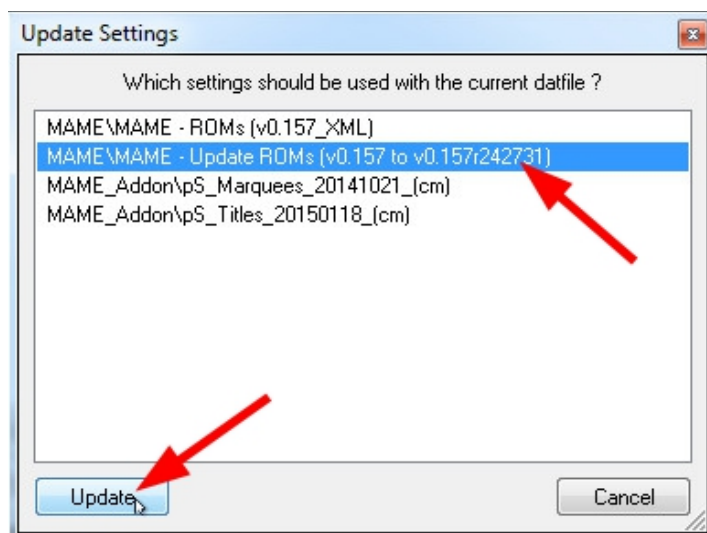 Update Settings
Which settings should be used with the current datfile ?
MAME\MAME - ROMs (v0.157_XML)
MAME\MAME - Update ROMs (v0.157 to v0.157r242731)
MAME_Addon\pS_Marquees_20141021_(cm)
MAME_Addon\pS_Titles_20150118_(cm)
Update
Cancel